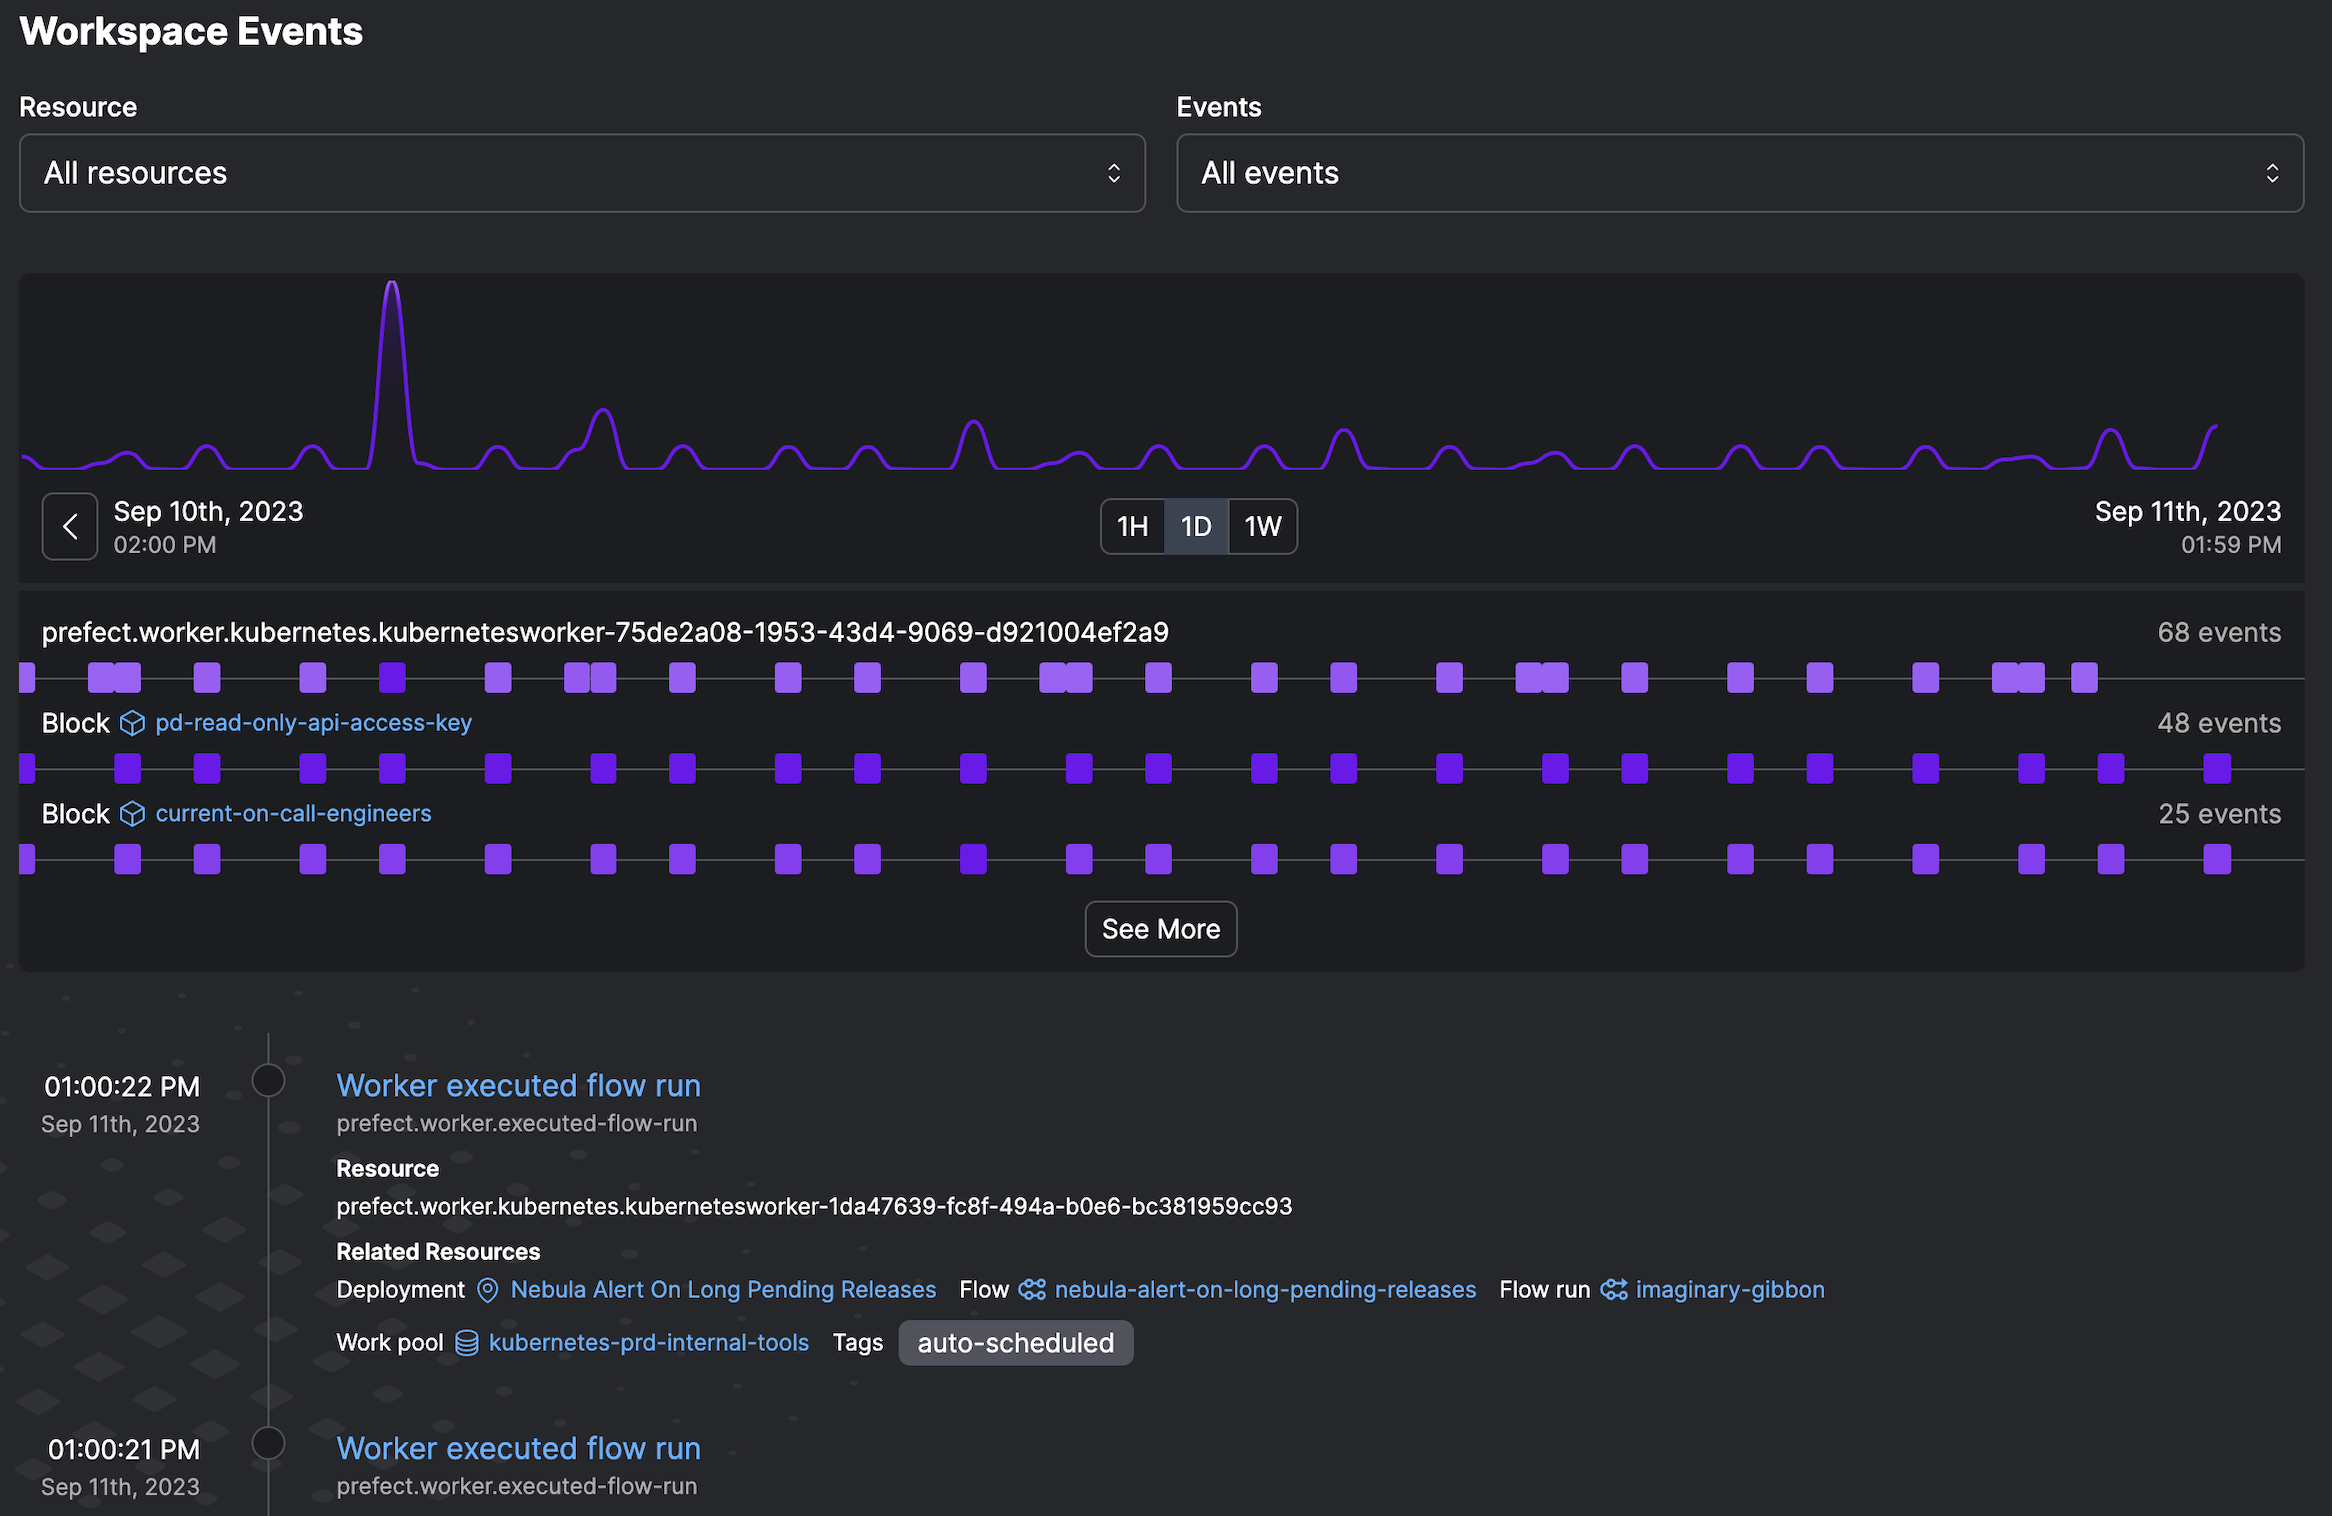 Workspace Events
Resource
Events
All resources
All events
Sep 10th, 2023
02:00 PM
1H 1D 1W
Sep 11th, 2023
01:59 PM
prefect.worker.kubernetes.kubernetesworker-75de2a08-1953-43d4-9069-d921004ef2a9
68 events
Block pd-read-only-api-access-key
48 events
Block current-on-call-engineers
25 events
See More
01:00:22 PM
Sep 11th, 2023
Worker executed flow run
prefect.worker.executed-flow-run
Resource
prefect.worker.kubernetes.kubernetesworker-1da47639-fc8f-494a-b0e6-bc381959cc93
Related Resources
Deployment Nebula Alert On Long Pending Releases Flow nebula-alert-on-long-pending-releases Flow run imaginary-gibbon
Work pool kubernetes-prd-internal-tools Tags auto-scheduled
01:00:21 PM
Sep 11th, 2023
Worker executed flow run
prefect.worker.executed-flow-run